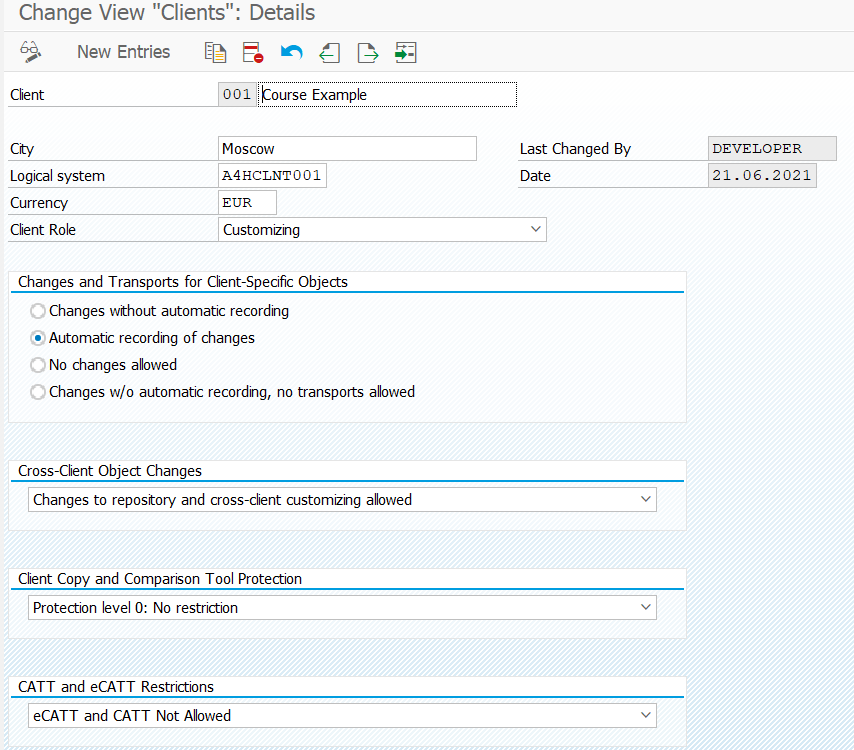 Change View "Clients": Details
New Entries
Client 001 Course Example
City Moscow Last Changed By DEVELOPER
Logical system A4HCLNT001 Date 21.06.2021
Currency EUR
Client Role Customizing
Changes and Transports for Client-Specific Objects
Changes without automatic recording
Automatic recording of changes
No changes allowed
Changes w/o automatic recording, no transports allowed
Cross-Client Object Changes
Changes to repository and cross-client customizing allowed
Client Copy and Comparison Tool Protection
Protection level 0: No restriction
CATT and eCATT Restrictions
eCATT and CATT Not Allowed